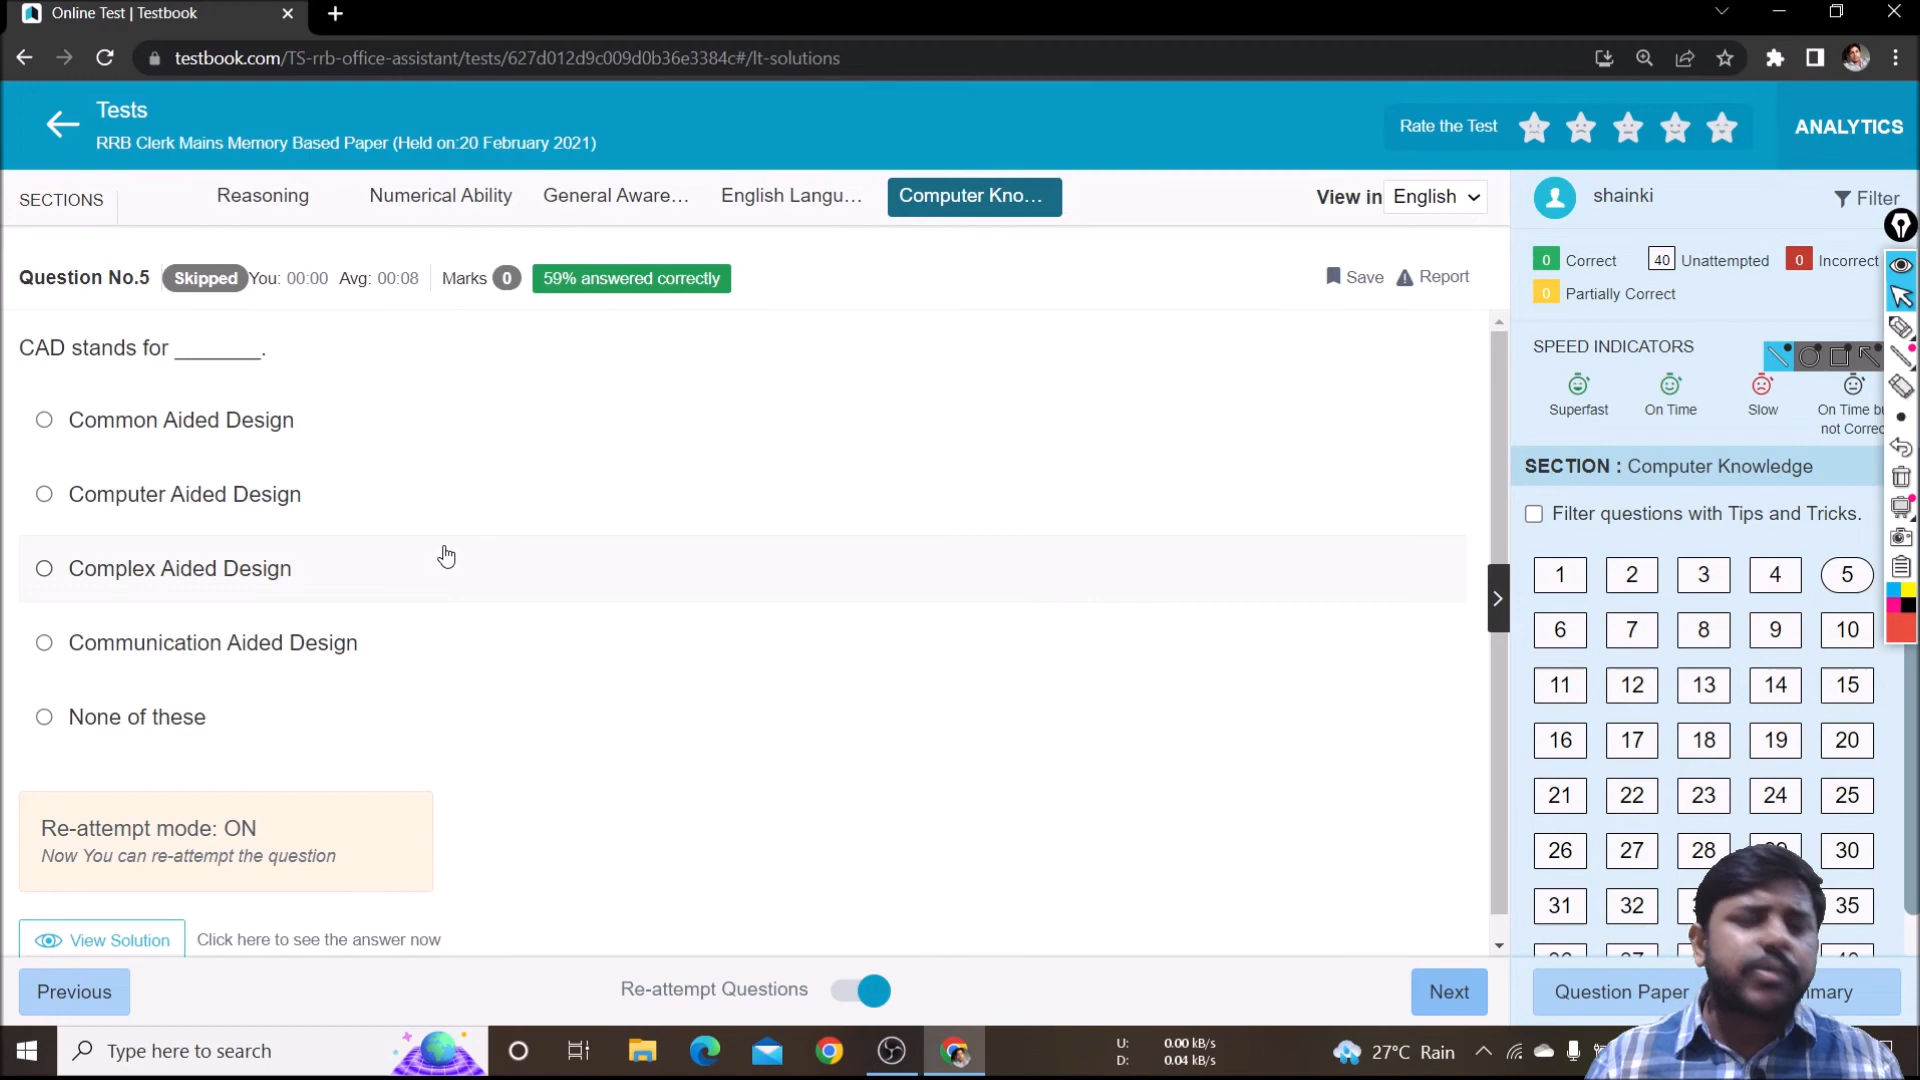 Online Test | Testbook
testbook.com/TS-rrb-office-assistant/tests/627d012d9c009d0b36e3384c#/lt-solutions
Tests
RRB Clerk Mains Memory Based Paper (Held on:20 February 2021)
Rate the Test
ANALYTICS
SECTIONS
Reasoning
Numerical Ability
General Aware...
English Langu...
Computer Kno...
View in English
shainki
Filter
Question No.5 Skipped You: 00:00 Avg: 00:08 Marks 0 59% answered correctly
Save Report
0 Correct 40 Unattempted 0 Incorrect
0 Partially Correct
CAD stands for _______.
Common Aided Design
Computer Aided Design
Complex Aided Design
Communication Aided Design
None of these
Re-attempt mode: ON
Now You can re-attempt the question
View Solution Click here to see the answer now
Previous
Re-attempt Questions
Next
SPEED INDICATORS
Superfast On Time Slow On Time
not
SECTION : Computer Knowledge
Filter questions with Tips and Tricks.
1 2 3 4 5
6 7 8 9 10
11 12 13 14 15
16 17 18 19 20
21 22 23 24 25
26 27 28 30
31 32 35
Question Paper
Type here to search
U: 0.00 kB/s
D: 0.04 kB/s
27°C Rain